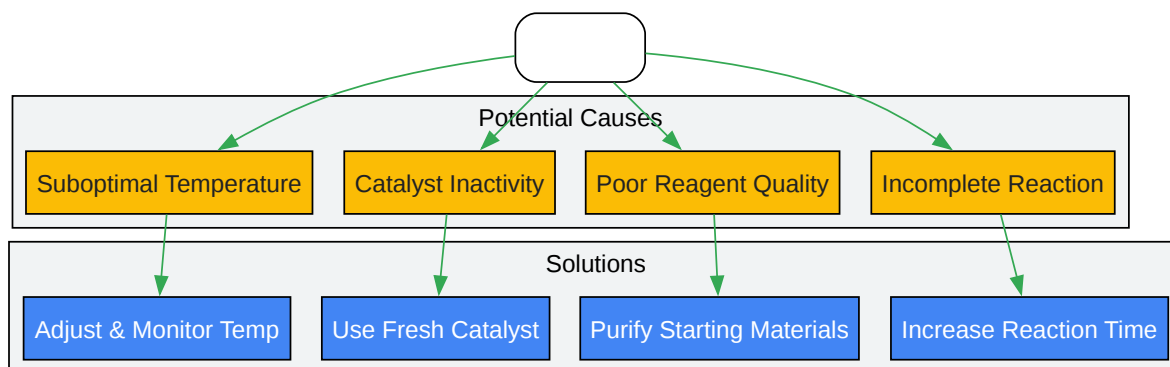 Potential Causes
Suboptimal Temperature
Catalyst Inactivity
Poor Reagent Quality
Incomplete Reaction
Solutions
Adjust & Monitor Temp
Use Fresh Catalyst
Purify Starting Materials
Increase Reaction Time